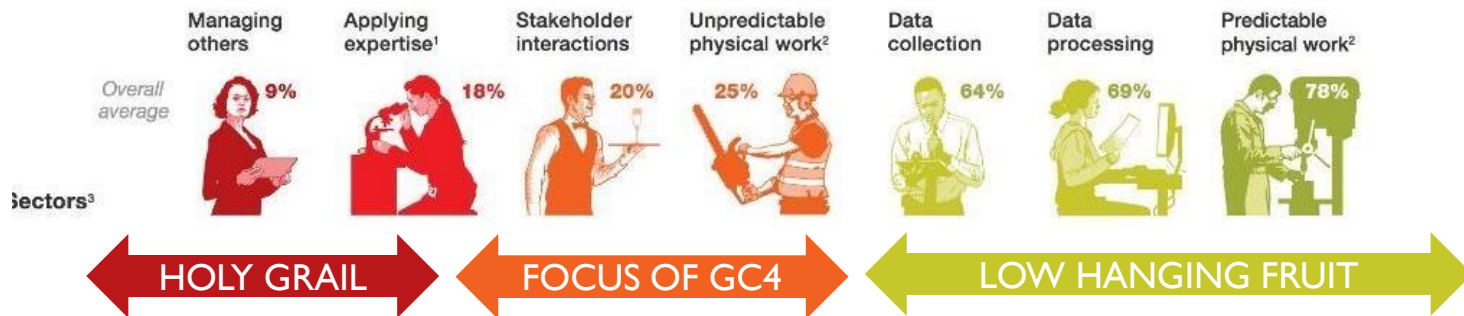 Managing
others
Applying
expertise¹
Stakeholder
interactions
Unpredictable
physical work²
Data
collection
Data
processing
Predictable
physical work²
Overall
average
9%
18%
20%
25%
64%
69%
78%
Sectors³
HOLY GRAIL
FOCUS OF GC4
LOW HANGING FRUIT